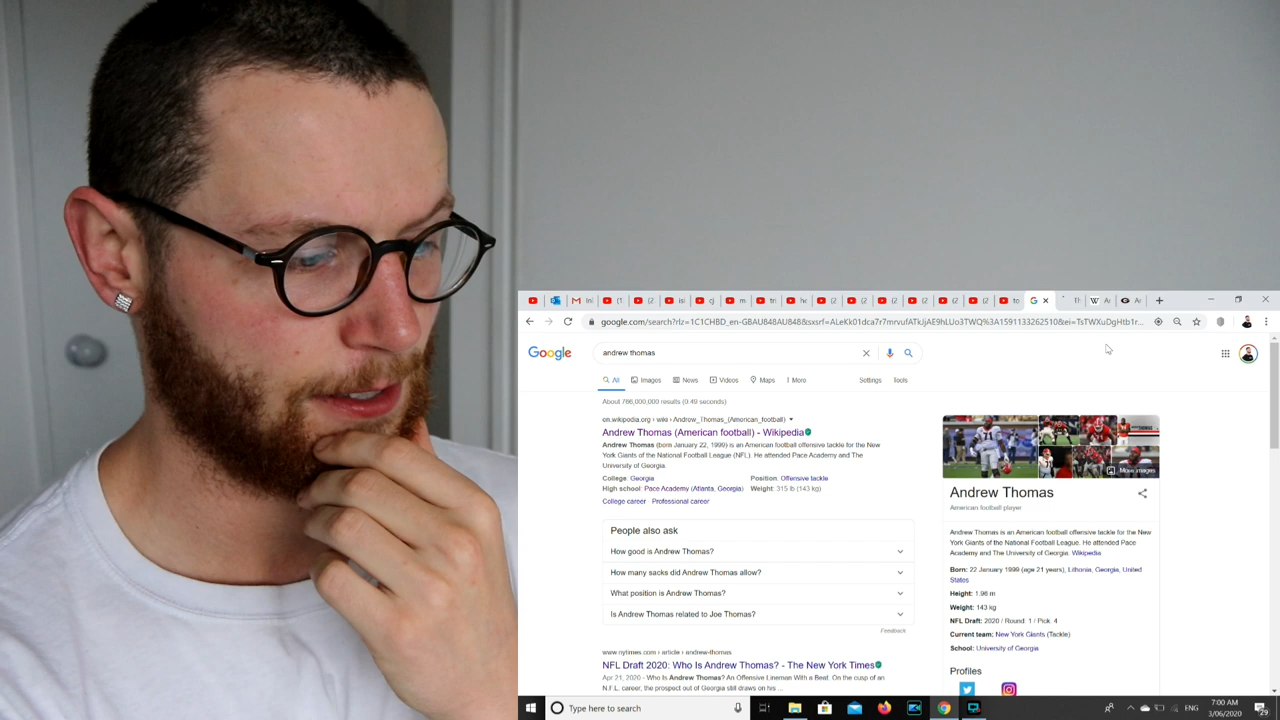 google.com/search?rlz=1C1CHBD_en-GBAU848AU848&sxsrf=ALeKk01dca7r7mrvufATkJjAE9hLUo3TWQ%3A1591133262510&ei=TsTWXuDgHtb1r...
Google
andrew thomas
All Images News Videos Maps More Settings Tools
About 786,000,000 results (0.49 seconds)
en.wikipedia.org › wiki › Andrew_Thomas_(American_football)
Andrew Thomas (American football) - Wikipedia
Andrew Thomas (born January 22, 1999) is an American football offensive tackle for the New
York Giants of the National Football League (NFL). He attended Pace Academy and The
University of Georgia.
College: Georgia Position: Offensive tackle
High school: Pace Academy (Atlanta, Georgia) Weight: 315 lb (143 kg)
College career · Professional career
People also ask
How good is Andrew Thomas?
How many sacks did Andrew Thomas allow?
What position is Andrew Thomas?
Is Andrew Thomas related to Joe Thomas?
Feedback
www.nytimes.com › article › andrew-thomas
NFL Draft 2020: Who Is Andrew Thomas? - The New York Times
Apr 21, 2020 - Who Is Andrew Thomas? An Offensive Lineman With a Beat. On the cusp of an
N.F.L. career, the prospect out of Georgia still draws on his ...
More images
Andrew Thomas
American football player
Andrew Thomas is an American football offensive tackle for the New
York Giants of the National Football League. He attended Pace
Academy and The University of Georgia. Wikipedia
Born: 22 January 1999 (age 21 years), Lithonia, Georgia, United
States
Height: 1.96 m
Weight: 143 kg
NFL Draft: 2020 / Round: 1 / Pick: 4
Current team: New York Giants (Tackle)
School: University of Georgia
Profiles
Type here to search
ENG
7:00 AM
3/06/2020
29